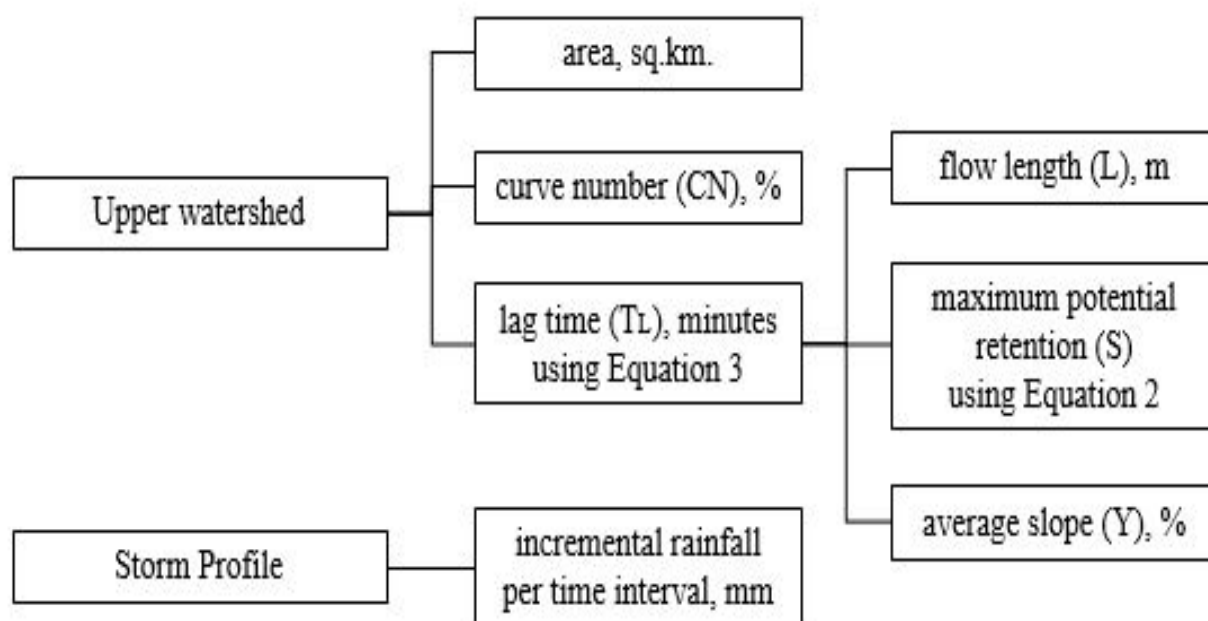 Upper watershed
area, sq.km.
curve number (CN), %
lag time (TL), minutes
using Equation 3
flow length (L), m
maximum potential
retention (S)
using Equation 2
average slope (Y), %
Storm Profile
incremental rainfall
per time interval, mm